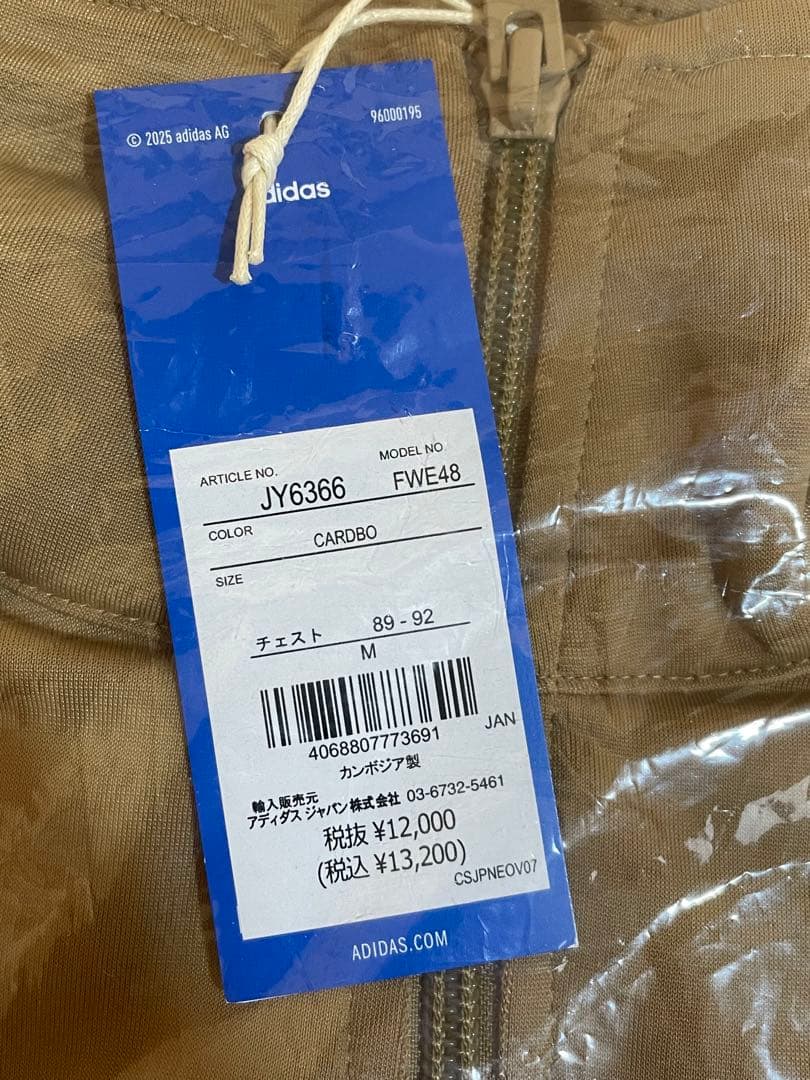 © 2025 adidas AG
96000195
adidas
ARTICLE NO.
MODEL NO
JY6366
FWE48
COLOR
CARDBO
SIZE
チェスト 89 - 92
M
JAN
4068807773691
カンボジア製
輸入販売元
アディダス ジャパン株式会社 03-6732-5461
税抜 ¥12,000
(税込 ¥13,200)
CSJPNEOV07
ADIDAS.COM